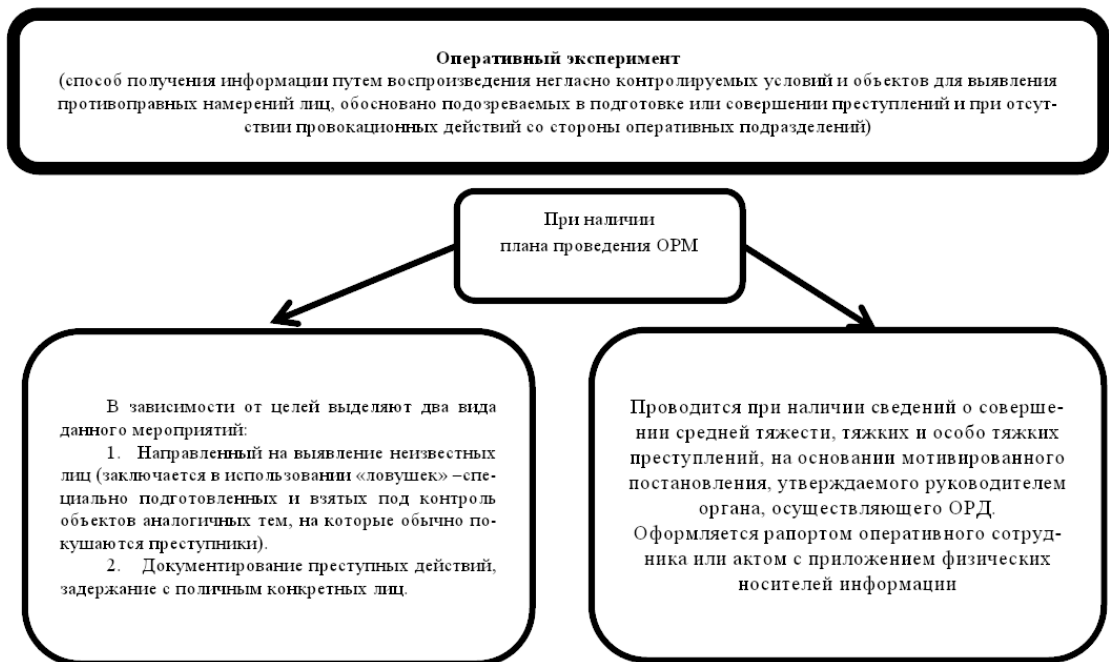 Оперативный эксперимент
(способ получения информации путем воспроизведения негласно контролируемых условий и объектов для выявления
противоправных намерений лиц, обосновано подозреваемых в подготовке или совершении преступлений и при отсут-
ствии провокационных действий со стороны оперативных подразделений)
При наличии
плана проведения ОРМ
В зависимости от целей выделяют два вида
данного мероприятий:
1. Направленный на выявление неизвестных
лиц (заключается в использовании «ловушек» –спе-
циально подготовленных и взятых под контроль
объектов аналогичных тем, на которые обычно по-
кушаются преступники).
2. Документирование преступных действий,
задержание с поличным конкретных лиц.
Проводится при наличии сведений о соверше-
нии средней тяжести, тяжких и особо тяжких
преступлений, на основании мотивированного
постановления, утверждаемого руководителем
органа, осуществляющего ОРД.
Оформляется рапортом оперативного сотруд-
ника или актом с приложением физических
носителей информации